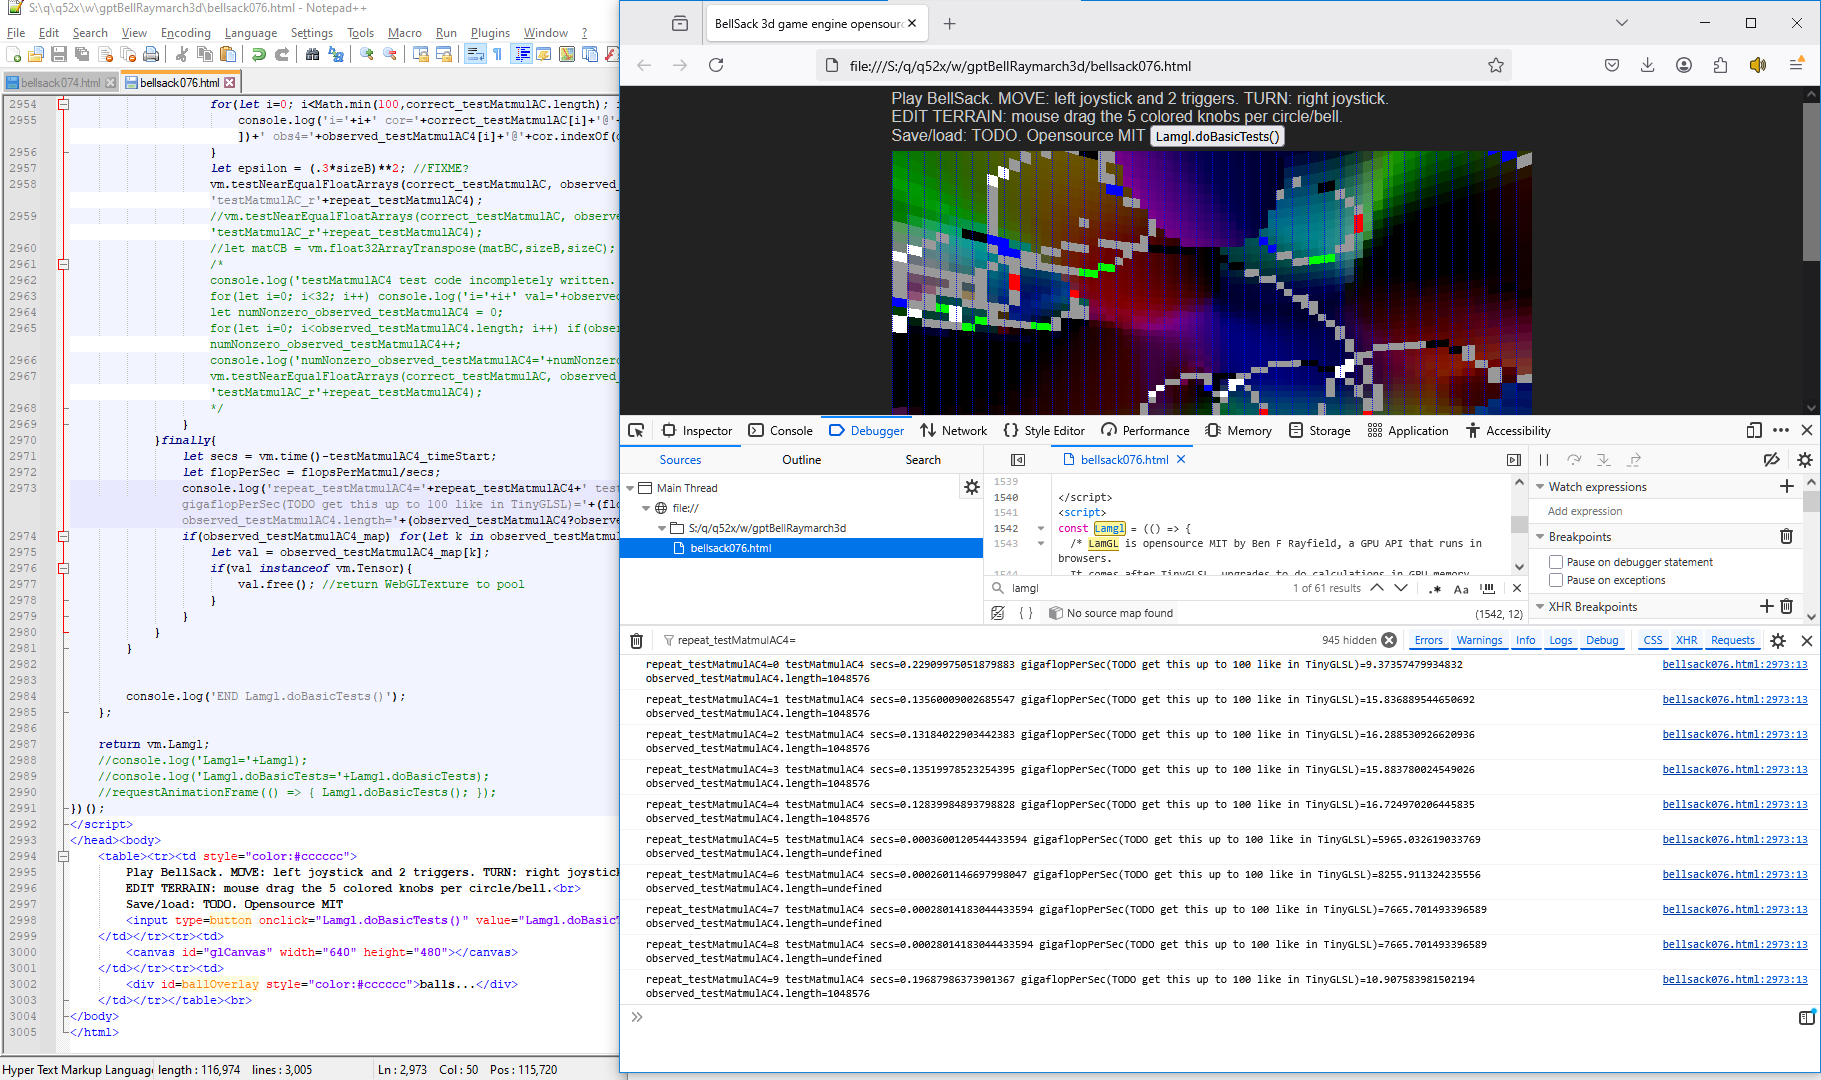 S:\q\q52x\w\gptBellRaymarch3d\bellsack076.html - Notepad++
File Edit Search View Encoding Language Settings Tools Macro Run Plugins Window ?
bellsack074.html bellsack076.html
2954 for(let i=0; i<Math.min(100,correct_testMatmulAC.length); i
2955 console.log('i='+i+' cor='+correct_testMatmulAC[i]+'@'+
])+' obs4='+observed_testMatmulAC4[i]+'@'+cor.indexOf(
2956 }
2957 let epsilon = (.3*sizeB)**2; //FIXME?
2958 vm.testNearEqualFloatArrays(correct_testMatmulAC, observed_
'testMatmulAC_r'+repeat_testMatmulAC4);
2959 //vm.testNearEqualFloatArrays(correct_testMatmulAC, observed
'testMatmulAC_r'+repeat_testMatmulAC4);
2960 //let matCB = vm.float32ArrayTranspose(matBC,sizeB,sizeC);
2961 /*
2962 console.log('testMatmulAC4 test code incompletely written.
2963 for(let i=0; i<32; i++) console.log('i='+i+' val='+observed
2964 let numNonzero_observed_testMatmulAC4 = 0;
2965 for(let i=0; i<observed_testMatmulAC4.length; i++) if(obser
numNonzero_observed_testMatmulAC4++;
2966 console.log('numNonzero_observed_testMatmulAC4='+numNonzero
2967 vm.testNearEqualFloatArrays(correct_testMatmulAC, observed_
'testMatmulAC_r'+repeat_testMatmulAC4);
2968 */
2969 }
2970 }finally{
2971 let secs = vm.time()-testMatmulAC4_timeStart;
2972 let flopPerSec = flopsPerMatmul/secs;
2973 console.log('repeat_testMatmulAC4='+repeat_testMatmulAC4+' test
gigaflopPerSec(TODO get this up to 100 like in TinyGLSL)='+(flo
observed_testMatmulAC4.length='+(observed_testMatmulAC4?observe
2974 if(observed_testMatmulAC4_map) for(let k in observed_testMatmul
2975 let val = observed_testMatmulAC4_map[k];
2976 if(val instanceof vm.Tensor){
2977 val.free(); //return WebGLTexture to pool
2978 }
2979 }
2980 }
2981 }
2982
2983
2984 console.log('END Lamgl.doBasicTests()');
2985 };
2986
2987 return vm.Lamgl;
2988 //console.log('Lamgl='+Lamgl);
2989 //console.log('Lamgl.doBasicTests='+Lamgl.doBasicTests);
2990 //requestAnimationFrame(() => { Lamgl.doBasicTests(); });
2991 })();
2992 </script>
2993 </head><body>
2994 <table><tr><td style="color:#cccccc">
2995 Play BellSack. MOVE: left joystick and 2 triggers. TURN: right joystick
2996 EDIT TERRAIN: mouse drag the 5 colored knobs per circle/bell.<br>
2997 Save/load: TODO. Opensource MIT
2998 <input type=button onclick="Lamgl.doBasicTests()" value="Lamgl.doBasicT
2999 </td></tr><tr><td>
3000 <canvas id="glCanvas" width="640" height="480"></canvas>
3001 </td></tr><tr><td>
3002 <div id=ballOverlay style="color:#cccccc">balls...</div>
3003 </td></tr></table><br>
3004 </body>
3005 </html>
Hyper Text Markup Language length : 116,974 lines : 3,005 Ln : 2,973 Col : 50 Pos : 115,720
BellSack 3d game engine opensource
file:///S:/q/q52x/w/gptBellRaymarch3d/bellsack076.html
Play BellSack. MOVE: left joystick and 2 triggers. TURN: right joystick.
EDIT TERRAIN: mouse drag the 5 colored knobs per circle/bell.
Save/load: TODO. Opensource MIT Lamgl.doBasicTests()
Inspector Console Debugger Network Style Editor Performance Memory Storage Application Accessibility
Sources Outline Search
Main Thread
file://
S:/q/q52x/w/gptBellRaymarch3d
bellsack076.html
bellsack076.html
1539
1540 </script>
1541 <script>
1542 const Lamgl = (() => {
1543 /* LamGL is opensource MIT by Ben F Rayfield, a GPU API that runs in
browsers.
1544 It comes after TinyGLSL, upgrades to do calculations in GPU memory
lamgl 1 of 61 results .* Aa
{ } No source map found (1542, 12)
Watch expressions
Add expression
Breakpoints
Pause on debugger statement
Pause on exceptions
XHR Breakpoints
repeat_testMatmulAC4= 945 hidden Errors Warnings Info Logs Debug CSS XHR Requests
repeat_testMatmulAC4=0 testMatmulAC4 secs=0.22909975051879883 gigaflopPerSec(TODO get this up to 100 like in TinyGLSL)=9.37357479934832 bellsack076.html:2973:13
observed_testMatmulAC4.length=1048576
repeat_testMatmulAC4=1 testMatmulAC4 secs=0.13560009002685547 gigaflopPerSec(TODO get this up to 100 like in TinyGLSL)=15.836889544650692 bellsack076.html:2973:13
observed_testMatmulAC4.length=1048576
repeat_testMatmulAC4=2 testMatmulAC4 secs=0.13184022903442383 gigaflopPerSec(TODO get this up to 100 like in TinyGLSL)=16.288530926620936 bellsack076.html:2973:13
observed_testMatmulAC4.length=1048576
repeat_testMatmulAC4=3 testMatmulAC4 secs=0.13519978523254395 gigaflopPerSec(TODO get this up to 100 like in TinyGLSL)=15.883780024549026 bellsack076.html:2973:13
observed_testMatmulAC4.length=1048576
repeat_testMatmulAC4=4 testMatmulAC4 secs=0.12839984893798828 gigaflopPerSec(TODO get this up to 100 like in TinyGLSL)=16.724970206445835 bellsack076.html:2973:13
observed_testMatmulAC4.length=1048576
repeat_testMatmulAC4=5 testMatmulAC4 secs=0.0003600120544433594 gigaflopPerSec(TODO get this up to 100 like in TinyGLSL)=5965.032619033769 bellsack076.html:2973:13
observed_testMatmulAC4.length=undefined
repeat_testMatmulAC4=6 testMatmulAC4 secs=0.0002601146697998047 gigaflopPerSec(TODO get this up to 100 like in TinyGLSL)=8255.911324235556 bellsack076.html:2973:13
observed_testMatmulAC4.length=undefined
repeat_testMatmulAC4=7 testMatmulAC4 secs=0.00028014183044433594 gigaflopPerSec(TODO get this up to 100 like in TinyGLSL)=7665.701493396589 bellsack076.html:2973:13
observed_testMatmulAC4.length=undefined
repeat_testMatmulAC4=8 testMatmulAC4 secs=0.00028014183044433594 gigaflopPerSec(TODO get this up to 100 like in TinyGLSL)=7665.701493396589 bellsack076.html:2973:13
observed_testMatmulAC4.length=undefined
repeat_testMatmulAC4=9 testMatmulAC4 secs=0.19687986373901367 gigaflopPerSec(TODO get this up to 100 like in TinyGLSL)=10.907583981502194 bellsack076.html:2973:13
observed_testMatmulAC4.length=1048576